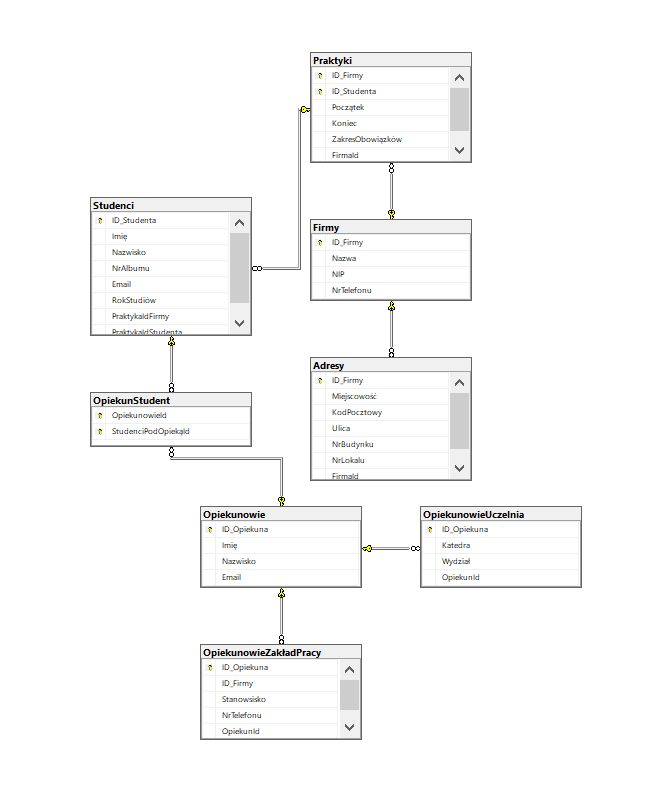 Praktyki
ID_Firmy
ID_Studenta
Początek
Koniec
ZakresObowiązków
FirmaId
Studenci
ID_Studenta
Imię
Nazwisko
NrAlbumu
Email
RokStudiów
PraktykaIdFirmy
PraktykaIdStudenta
Firmy
ID_Firmy
Nazwa
NIP
NrTelefonu
Adresy
ID_Firmy
Miejscowość
KodPocztowy
Ulica
NrBudynku
NrLokalu
FirmaId
OpiekunStudent
OpiekunowieId
StudenciPodOpiekąId
Opiekunowie
ID_Opiekuna
Imię
Nazwisko
Email
OpiekunowieUczelnia
ID_Opiekuna
Katedra
Wydział
OpiekunId
OpiekunowieZakładPracy
ID_Opiekuna
ID_Firmy
Stanowsisko
NrTelefonu
OpiekunId